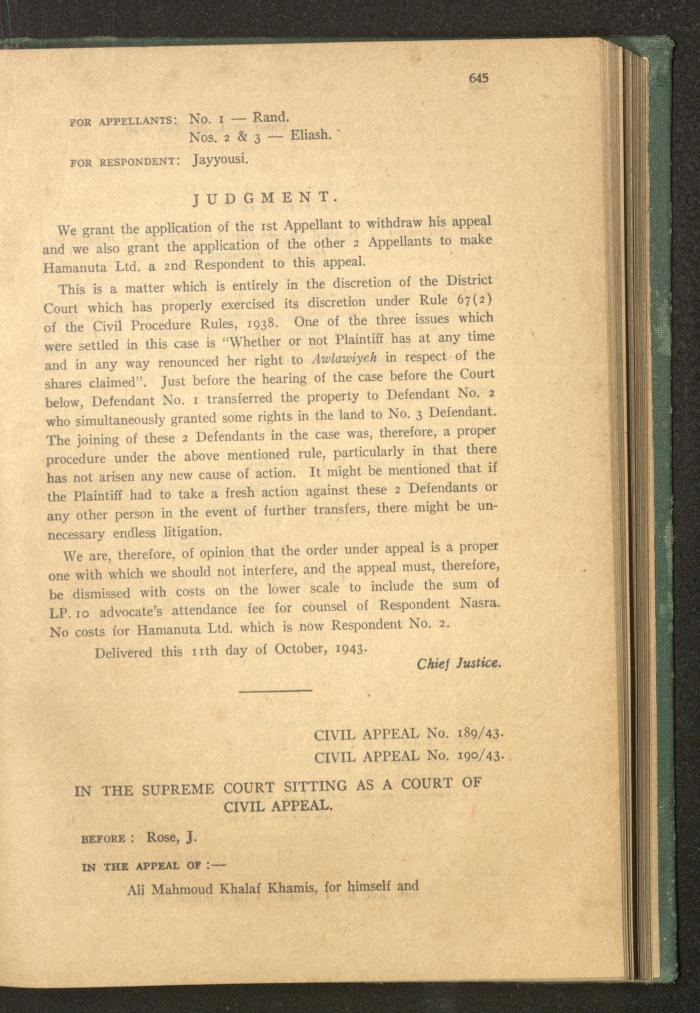 645
FOR APPELLANTS: No. 1 — Rand.
Nos. 2 & 3 — Eliash.
FOR RESPONDENT: Jayyousi.
JUDGMENT.
We grant the application of the 1st Appellant to withdraw his appeal
and we also grant the application of the other 2 Appellants to make
Hamanuta Ltd. a 2nd Respondent to this appeal.
This is a matter which is entirely in the discretion of the District
Court which has properly exercised its discretion under Rule 67(2)
of the Civil Procedure Rules, 1938. One of the three issues which
were settled in this case is “Whether or not Plaintiff has at any time
and in any way renounced her right to Awlawiyeh in respect of the
shares claimed”. Just before the hearing of the case before the Court
below, Defendant No. 1 transferred the property to Defendant No. 2
who simultaneously granted some rights in the land to No. 3 Defendant.
The joining of these 2 Defendants in the case was, therefore, a proper
procedure under the above mentioned rule, particularly in that there
has not arisen any new cause of action. It might be mentioned that if
the Plaintiff had to take a fresh action against these 2 Defendants or
any other person in the event of further transfers, there might be un-
necessary endless litigation.
We are, therefore, of opinion that the order under appeal is a proper
one with which we should not interfere, and the appeal must, therefore,
be dismissed with costs on the lower scale to include the sum of
LP. 10 advocate's attendance fee for counsel of Respondent Nasra.
No costs for Hamanuta Ltd. which is now Respondent No. 2.
Delivered this 11th day of October, 1943.
Chief Justice.
CIVIL APPEAL No. 189/43.
CIVIL APPEAL No. 190/43.
IN THE SUPREME COURT SITTING AS A COURT OF
CIVIL APPEAL.
BEFORE: Rose, J.
IN THE APPEAL OF :—
Ali Mahmoud Khalaf Khamis, for himself and